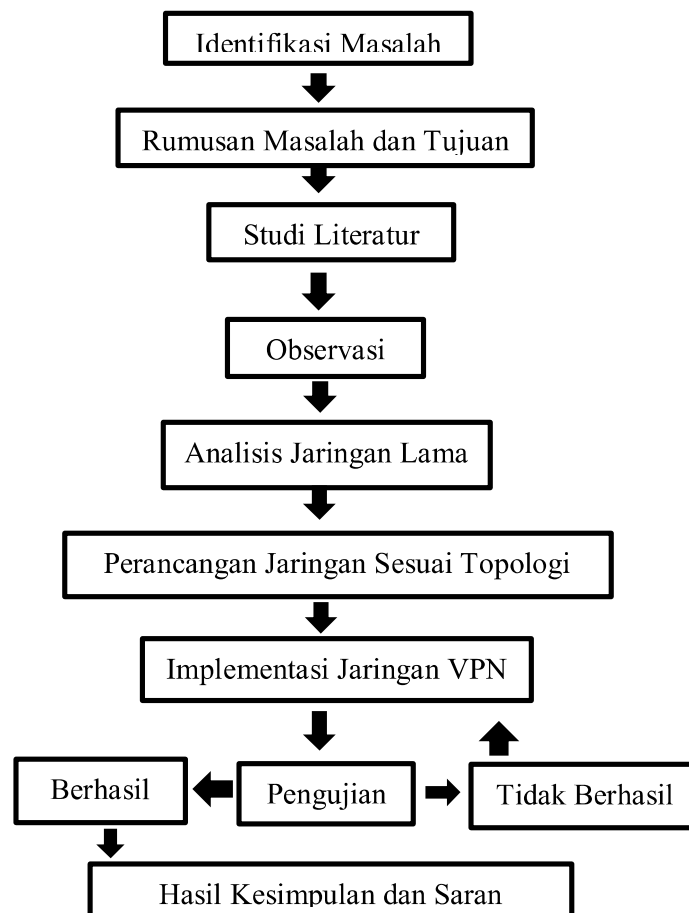 Identifikasi Masalah
Rumusan Masalah dan Tujuan
Studi Literatur
Observasi
Analisis Jaringan Lama
Perancangan Jaringan Sesuai Topologi
Implementasi Jaringan VPN
Berhasil
Pengujian
Tidak Berhasil
Hasil Kesimpulan dan Saran